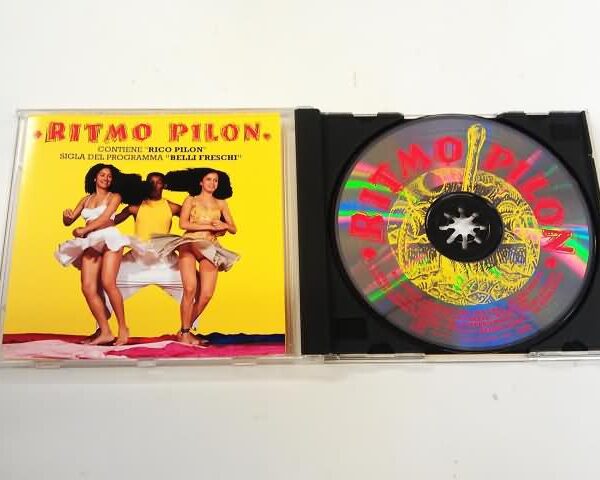 ·RITMO PILON·
CONTIENE "RICO PILON"
SIGLA DEL PROGRAMMA "BELLI FRESCHI"
·RITMO PILON·